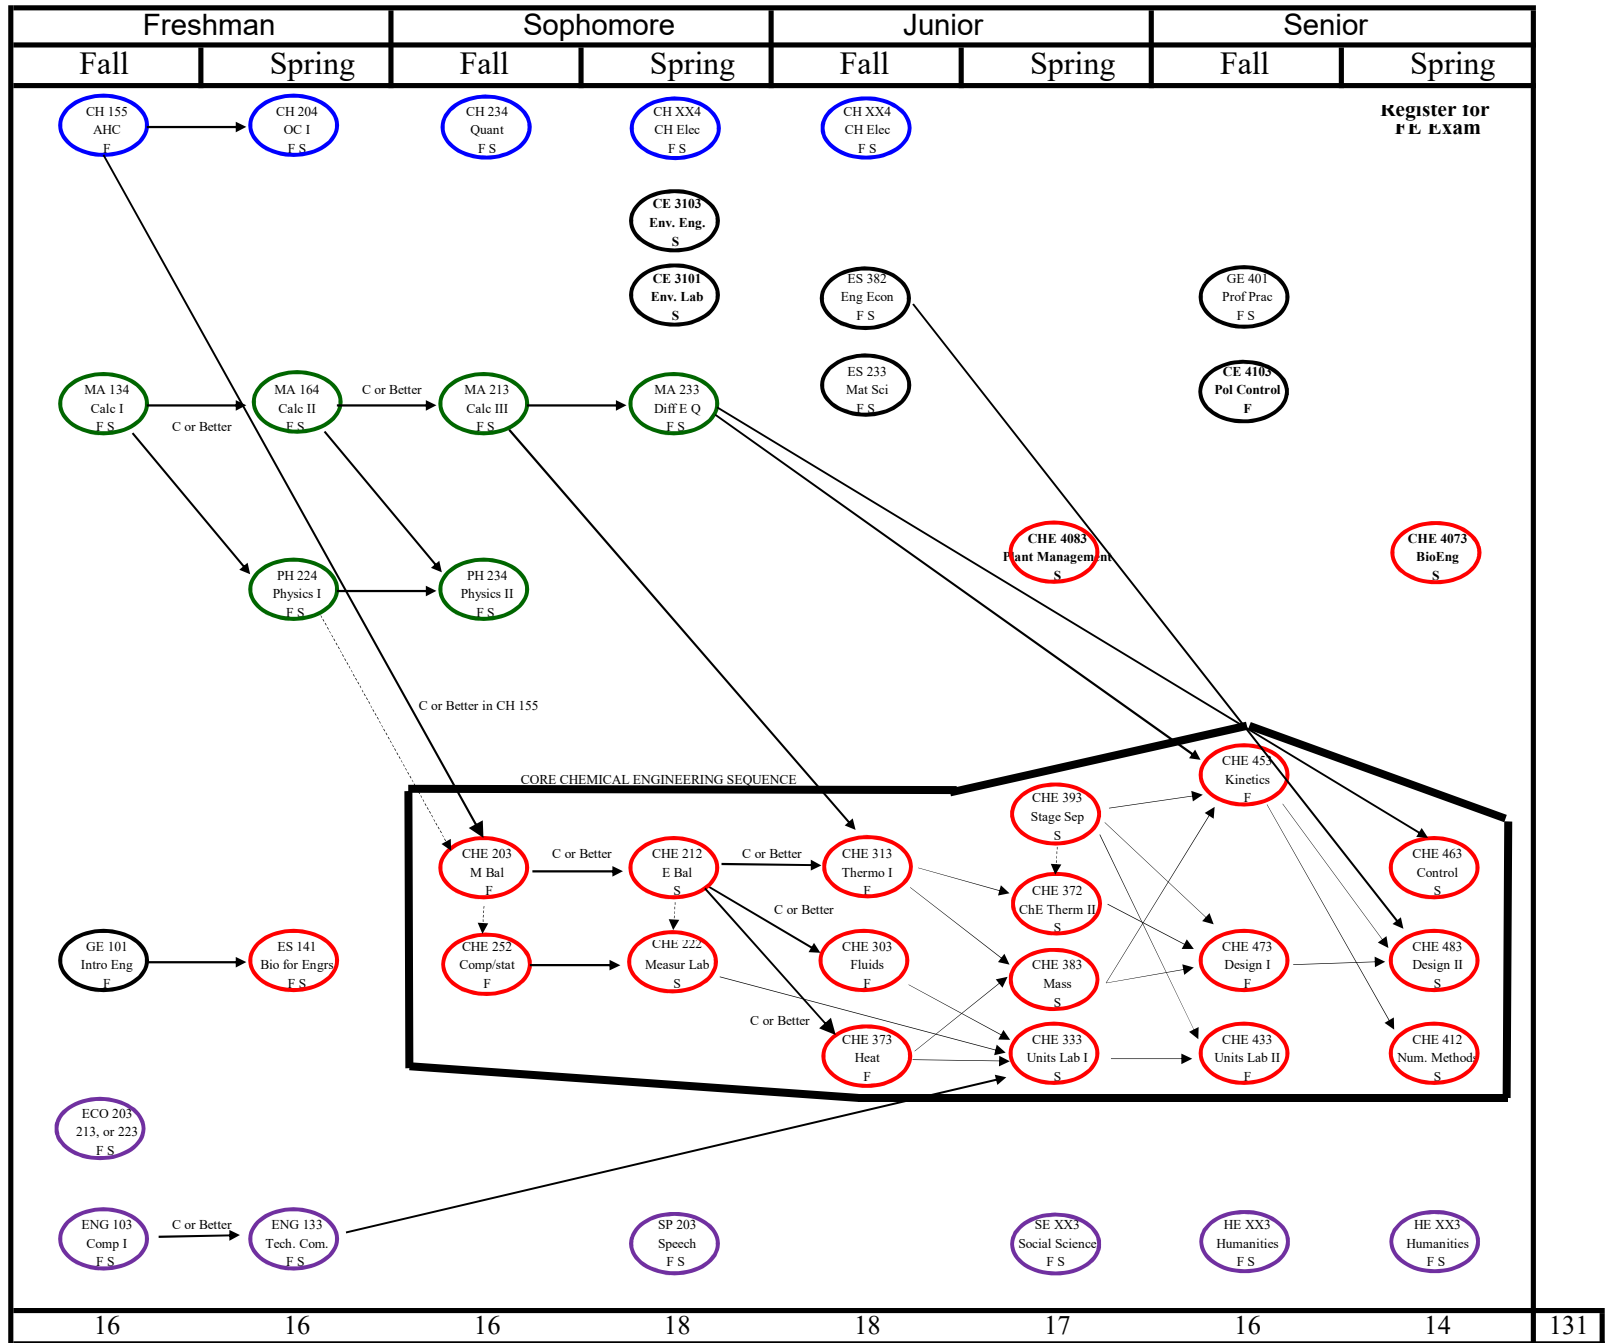 Freshman Sophomore Junior Senior
Fall Spring Fall Spring Fall Spring Fall Spring
CH 155
AHC
F
CH 204
OC I
F S
CH 234
Quant
F S
CH XX4
CH Elec
F S
CH XX4
CH Elec
F S
Register for
FE Exam
CE 3103
Env. Eng.
S
CE 3101
Env. Lab
S
ES 382
Eng Econ
F S
GE 401
Prof Prac
F S
MA 134
Calc I
F S
C or Better
MA 164
Calc II
F S
C or Better
MA 213
Calc III
F S
MA 233
Diff E Q
F S
ES 233
Mat Sci
F S
CE 4103
Pol Control
F
CHE 4083
Plant Management
S
CHE 4073
BioEng
S
PH 224
Physics I
F S
PH 234
Physics II
F S
C or Better in CH 155
CORE CHEMICAL ENGINEERING SEQUENCE
CHE 453
Kinetics
F
CHE 393
Stage Sep
S
CHE 203
M Bal
F
C or Better
CHE 212
E Bal
S
C or Better
CHE 313
Thermo I
F
CHE 372
ChE Therm II
S
CHE 463
Control
S
C or Better
GE 101
Intro Eng
F
ES 141
Bio for Engrs
F S
CHE 252
Comp/stat
F
CHE 222
Measur Lab
S
CHE 303
Fluids
F
CHE 383
Mass
S
CHE 473
Design I
F
CHE 483
Design II
S
C or Better
CHE 373
Heat
F
CHE 333
Units Lab I
S
CHE 433
Units Lab II
F
CHE 412
Num. Methods
S
ECO 203
213, or 223
F S
ENG 103
Comp I
F S
C or Better
ENG 133
Tech. Com.
F S
SP 203
Speech
F S
SE XX3
Social Science
F S
HE XX3
Humanities
F S
HE XX3
Humanities
F S
16 16 16 18 18 17 16 14 131